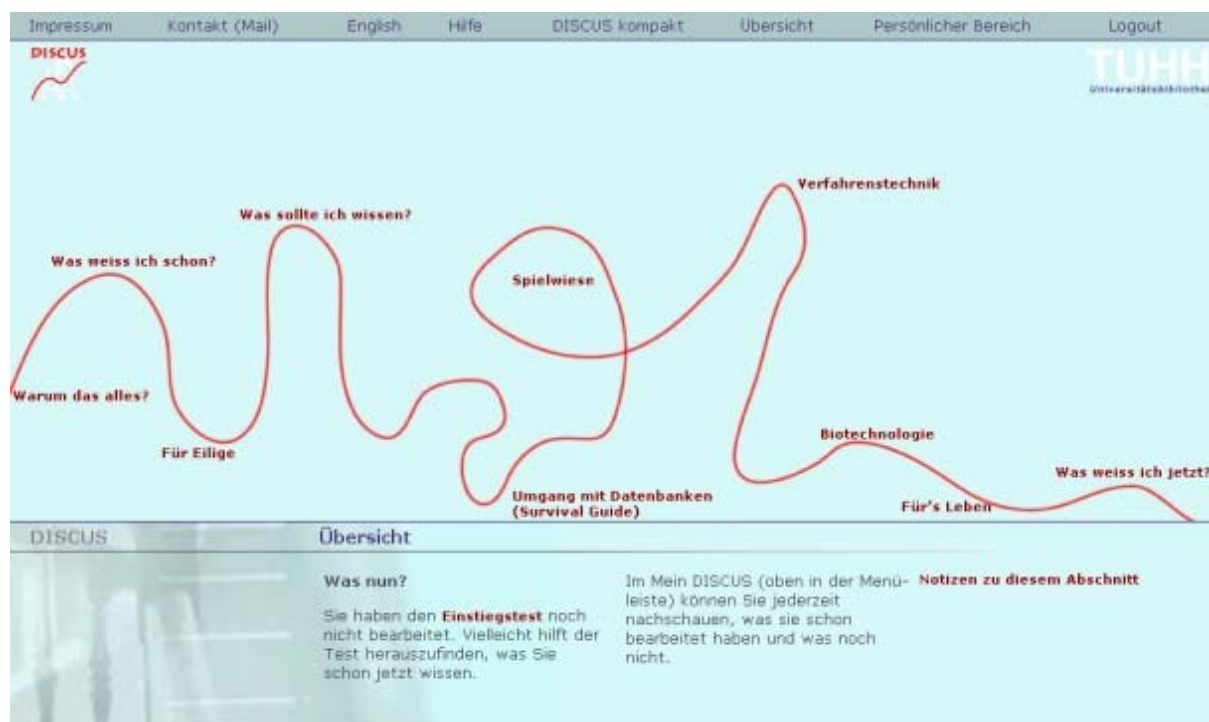 Impressum Kontakt (Mail) English Hilfe DISCUS kompakt Übersicht Persönlicher Bereich Logout
DISCUS
TUHH
Universitätsbibliothek
Verfahrenstechnik
Was sollte ich wissen?
Was weiss ich schon?
Spielwiese
Warum das alles?
Für Eilige
Biotechnologie
Was weiss ich jetzt?
Umgang mit Datenbanken
(Survival Guide)
Für's Leben
DISCUS
Übersicht
Was nun?
Sie haben den Einstiegstest noch
nicht bearbeitet. Vielleicht hilft der
Test herauszufinden, was Sie
schon jetzt wissen.
Im Mein DISCUS (oben in der Menü-
leiste) können Sie jederzeit
nachschauen, was sie schon
bearbeitet haben und was noch
nicht.
Notizen zu diesem Abschnitt